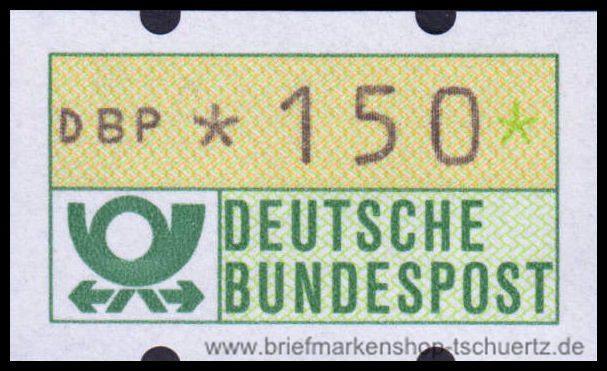 DBP * 150*
DEUTSCHE
BUNDESPOST
www.briefmarkenshop-tschuertz.de